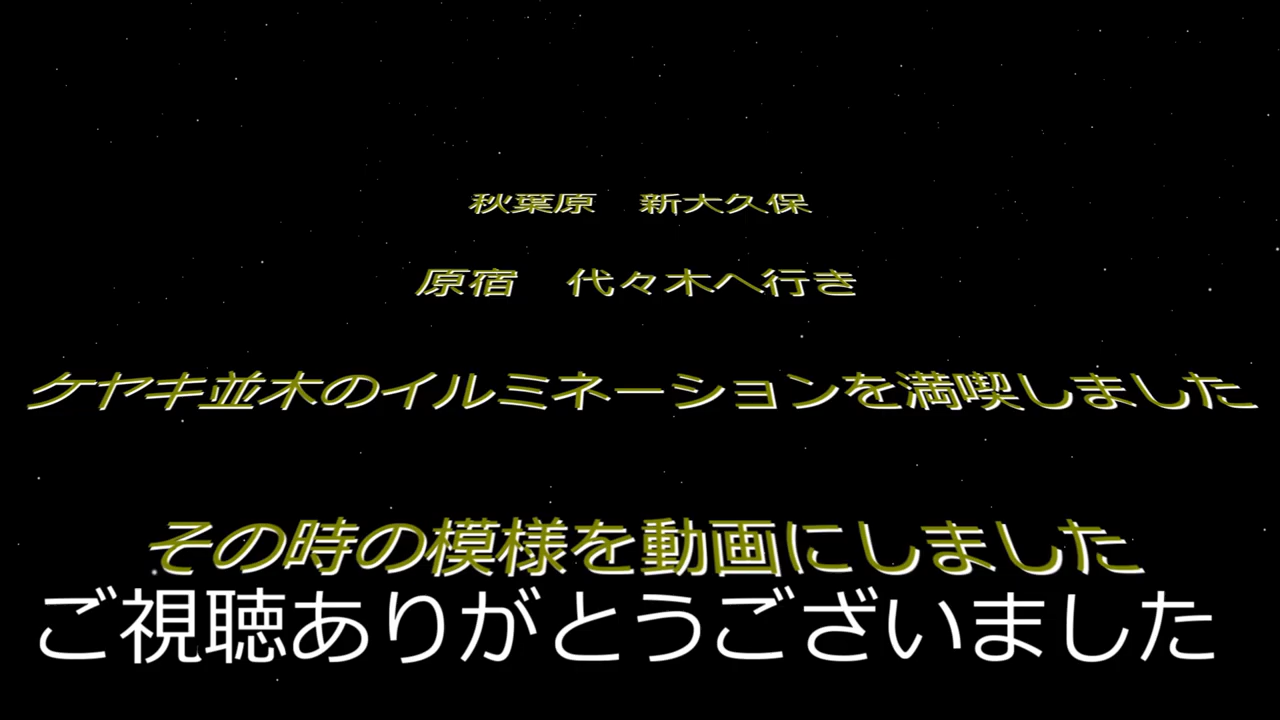 秋葉原　新大久保
原宿　代々木へ行き
ケヤキ並木のイルミネーションを満喫しました
その時の模様を動画にしました
ご視聴ありがとうございました